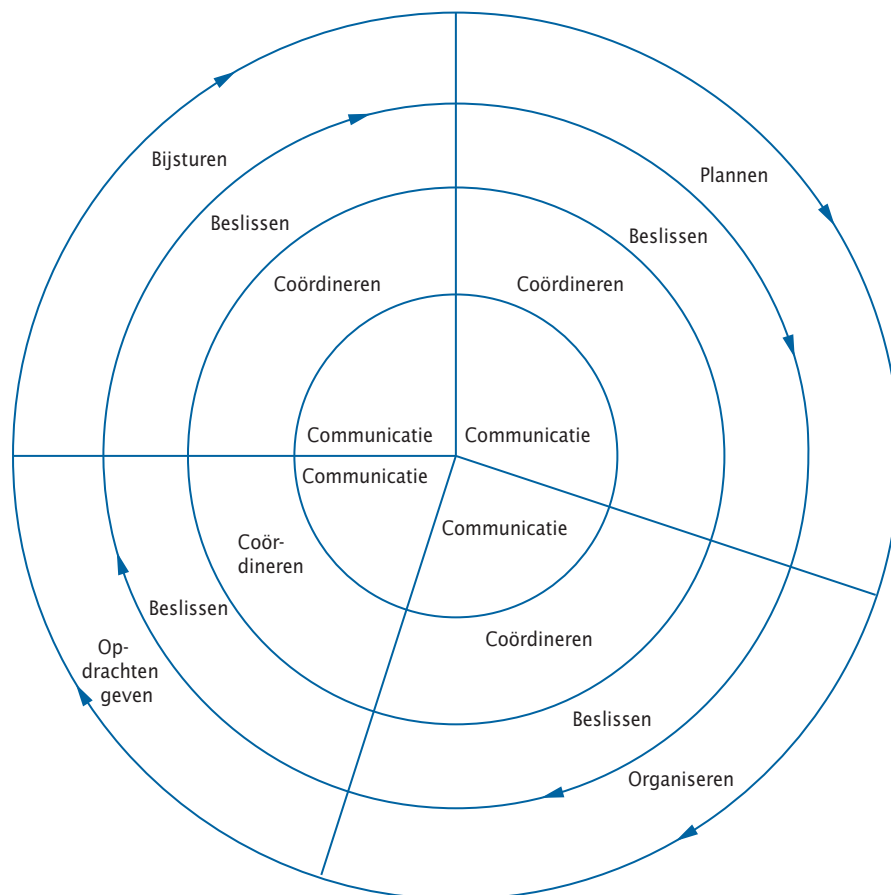 Bijsturen
Plannen
Beslissen
Beslissen
Coördineren
Coördineren
Communicatie
Communicatie
Communicatie
Communicatie
Coör-
dineren
Beslissen
Coördineren
Op-
drachten
geven
Beslissen
Organiseren